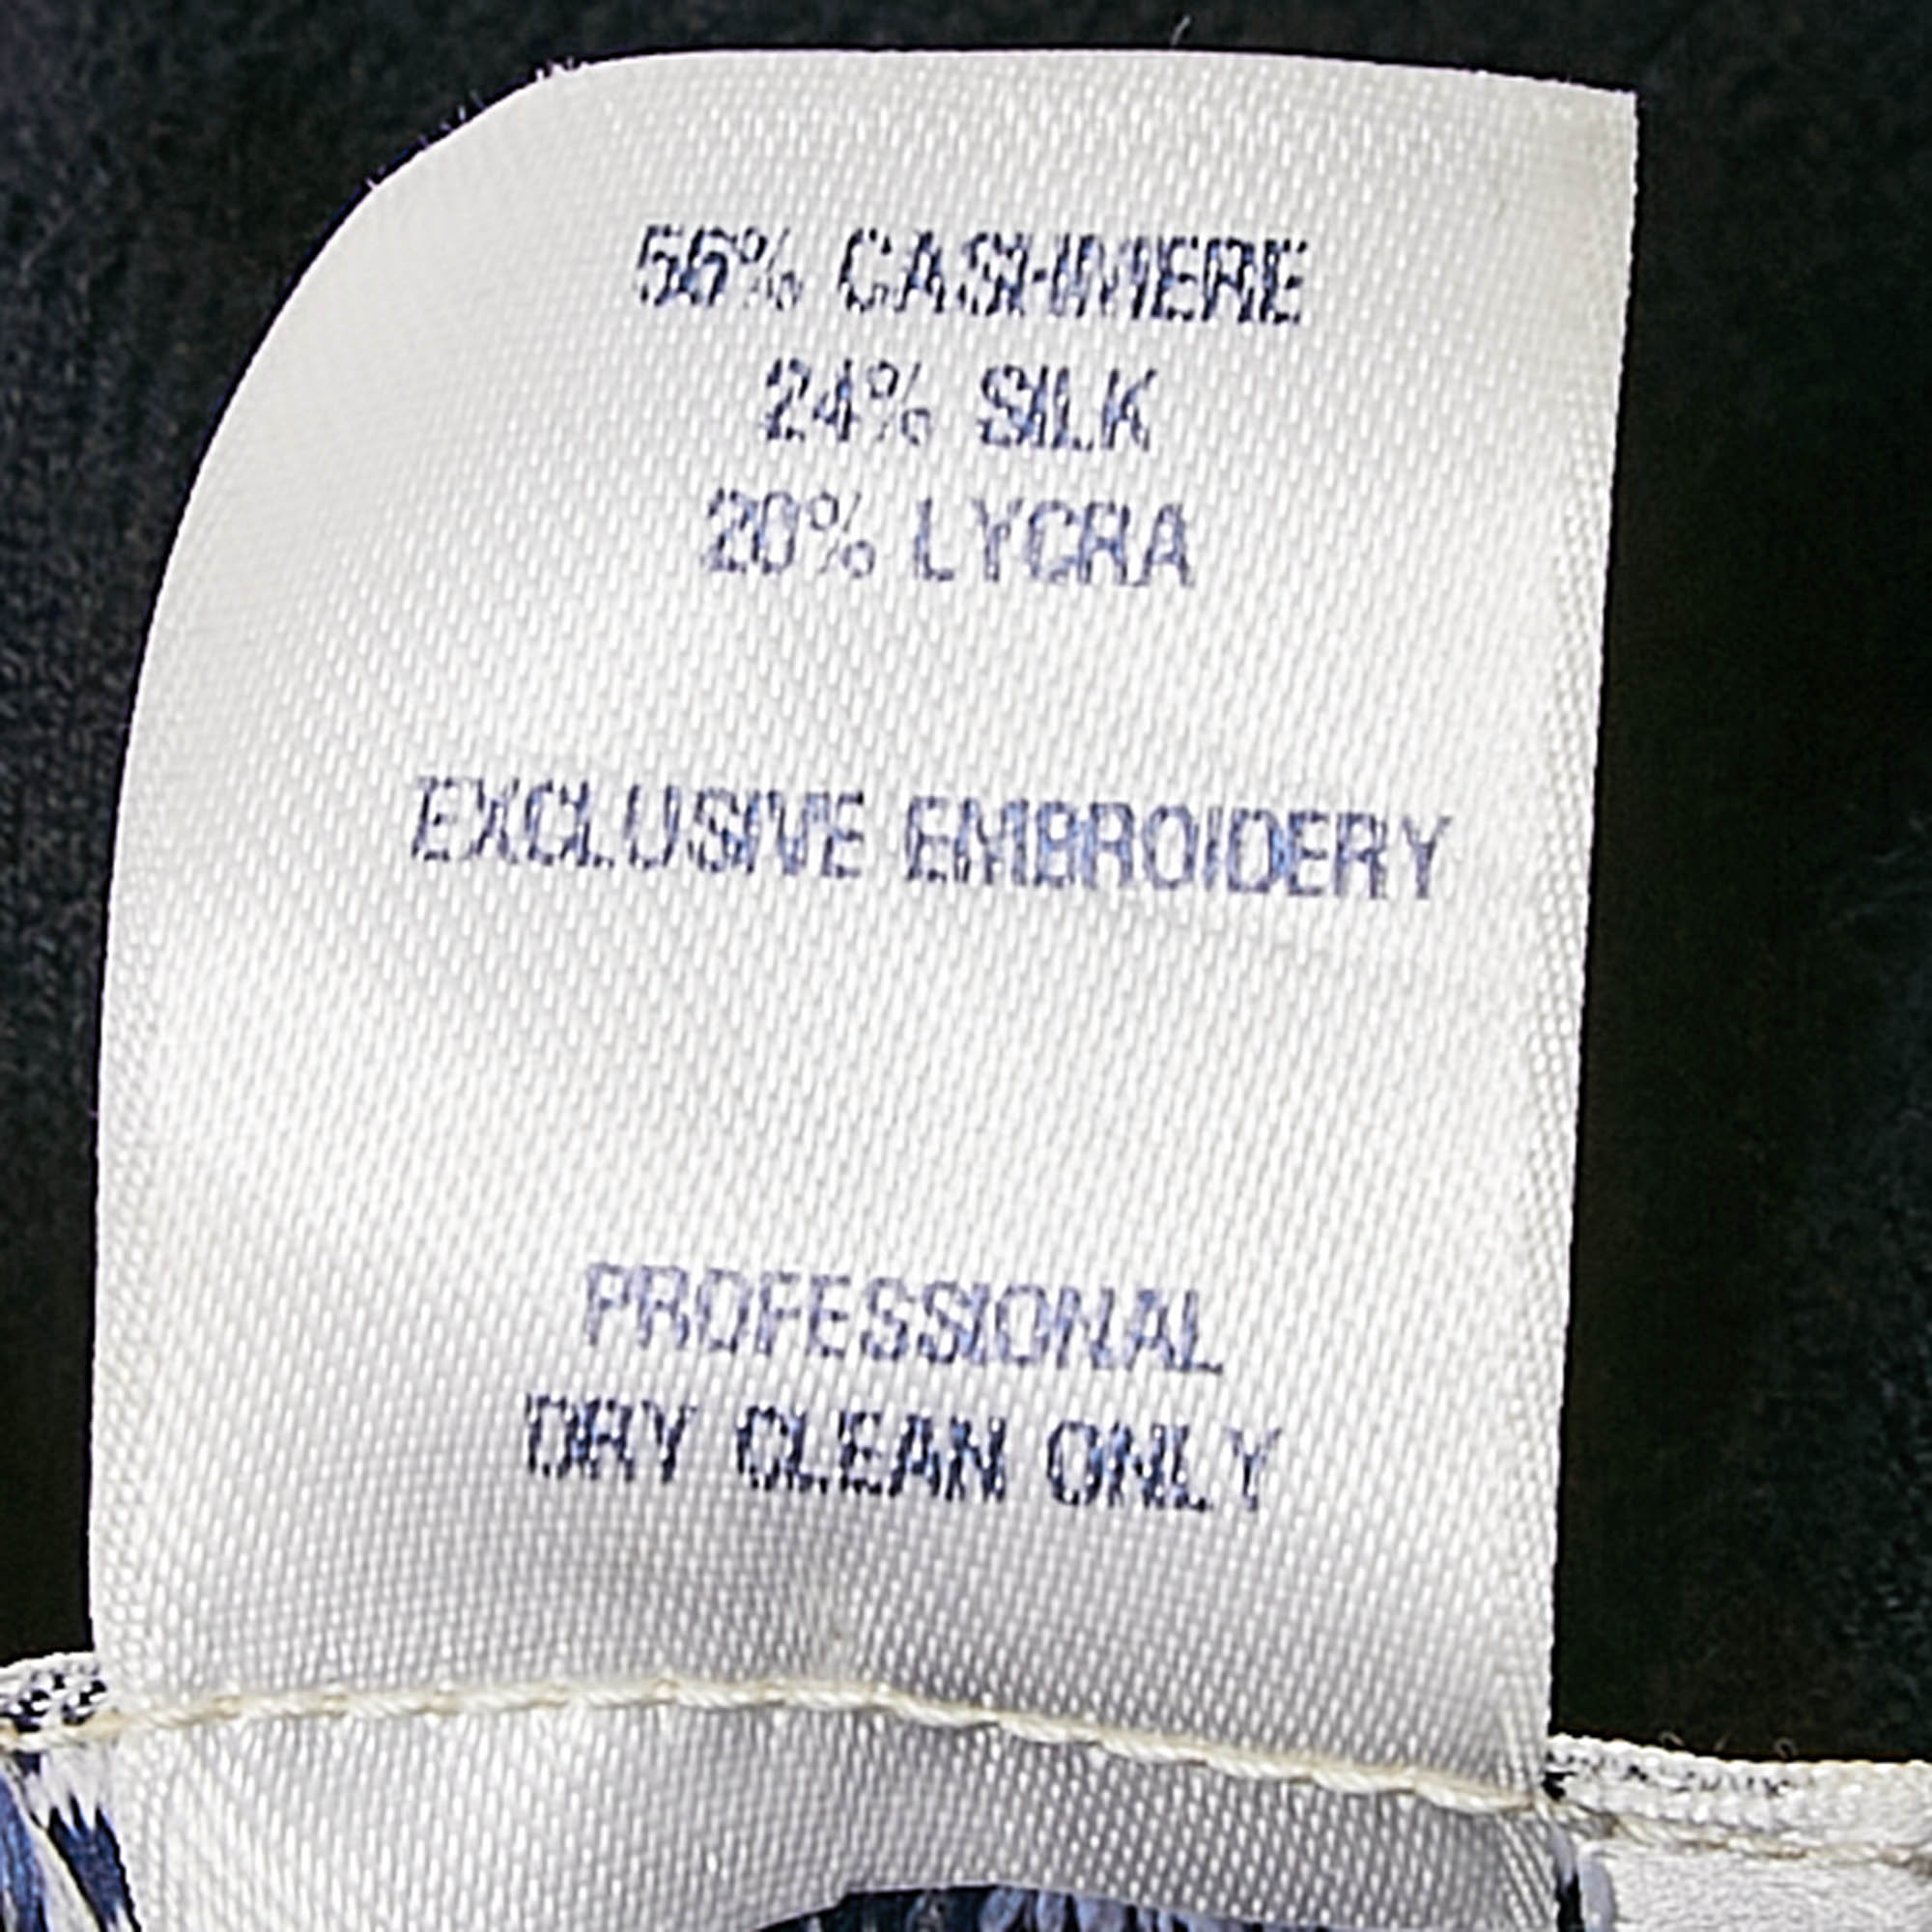 56% CASHMERE
24% SILK
20% LYCRA
EXCLUSIVE EMBROIDERY
PROFESSIONAL
DRY CLEAN ONLY